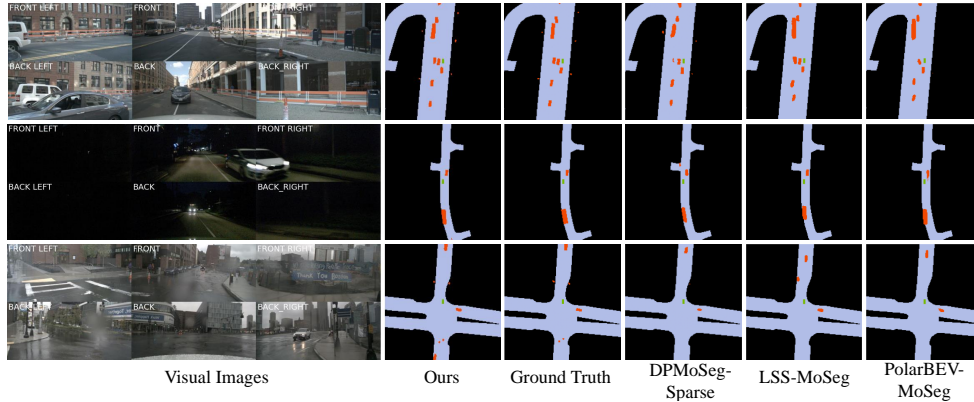 FRONT LEFT
FRONT
FRONT RIGHT
BACK LEFT
BACK
BACK_RIGHT
FRONT LEFT
FRONT
FRONT RIGHT
BACK LEFT
BACK
BACK_RIGHT
FRONT LEFT
FRONT
FRONT RIGHT
BACK LEFT
BACK
BACK_RIGHT
Visual Images
Ours
Ground Truth
DPMoSeg-
Sparse
LSS-MoSeg
PolarBEV-
MoSeg